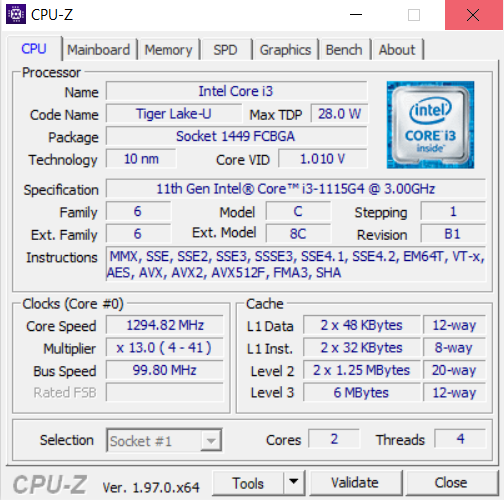 CPU-Z
CPU Mainboard Memory SPD Graphics Bench About
Processor
Name Intel Core i3
Code Name Tiger Lake-U Max TDP 28.0 W
Package Socket 1449 FCBGA
Technology 10 nm Core VID 1.010 V
intel
CORE i3
inside™
Specification 11th Gen Intel® Core™ i3-1115G4 @ 3.00GHz
Family 6 Model C Stepping 1
Ext. Family 6 Ext. Model 8C Revision B1
Instructions MMX, SSE, SSE2, SSE3, SSSE3, SSE4.1, SSE4.2, EM64T, VT-x,
AES, AVX, AVX2, AVX512F, FMA3, SHA
Clocks (Core #0) Cache
Core Speed 1294.82 MHz L1 Data 2 x 48 KBytes 12-way
Multiplier x 13.0 ( 4 - 41 ) L1 Inst. 2 x 32 KBytes 8-way
Bus Speed 99.80 MHz Level 2 2 x 1.25 MBytes 20-way
Rated FSB Level 3 6 MBytes 12-way
Selection Socket #1 Cores 2 Threads 4
CPU-Z Ver. 1.97.0.x64 Tools Validate Close